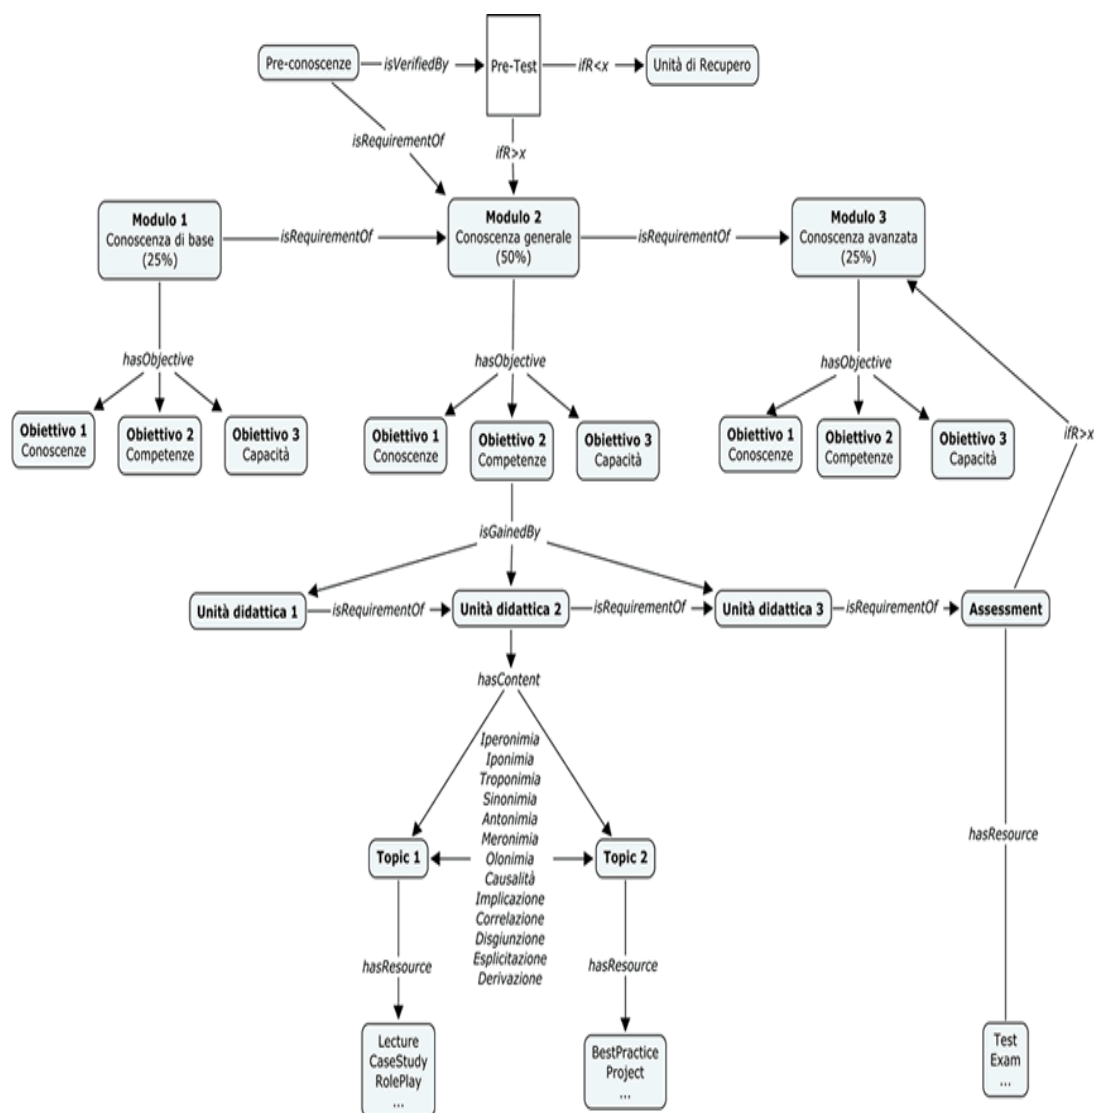 Pre-conoscenze
isVerifiedBy
Pre-Test
ifR<x
Unità di Recupero
isRequirementOf
ifR>x
Modulo 1
Conoscenza di base
(25%)
isRequirementOf
Modulo 2
Conoscenza generale
(50%)
isRequirementOf
Modulo 3
Conoscenza avanzata
(25%)
hasObjective
hasObjective
hasObjective
Obiettivo 1
Conoscenze
Obiettivo 2
Competenze
Obiettivo 3
Capacità
Obiettivo 1
Conoscenze
Obiettivo 2
Competenze
Obiettivo 3
Capacità
Obiettivo 1
Conoscenze
Obiettivo 2
Competenze
Obiettivo 3
Capacità
ifR>x
isGainedBy
Unità didattica 1
isRequirementOf
Unità didattica 2
isRequirementOf
Unità didattica 3
isRequirementOf
Assessment
hasContent
Iperonimia
Iponimia
Troponimia
Sinonimia
Antonimia
Meronimia
Olonimia
Causalità
Implicazione
Correlazione
Disgiunzione
Esplicitazione
Derivazione
Topic 1
Topic 2
hasResource
hasResource
hasResource
Lecture
CaseStudy
RolePlay
...
BestPractice
Project
...
Test
Exam
...